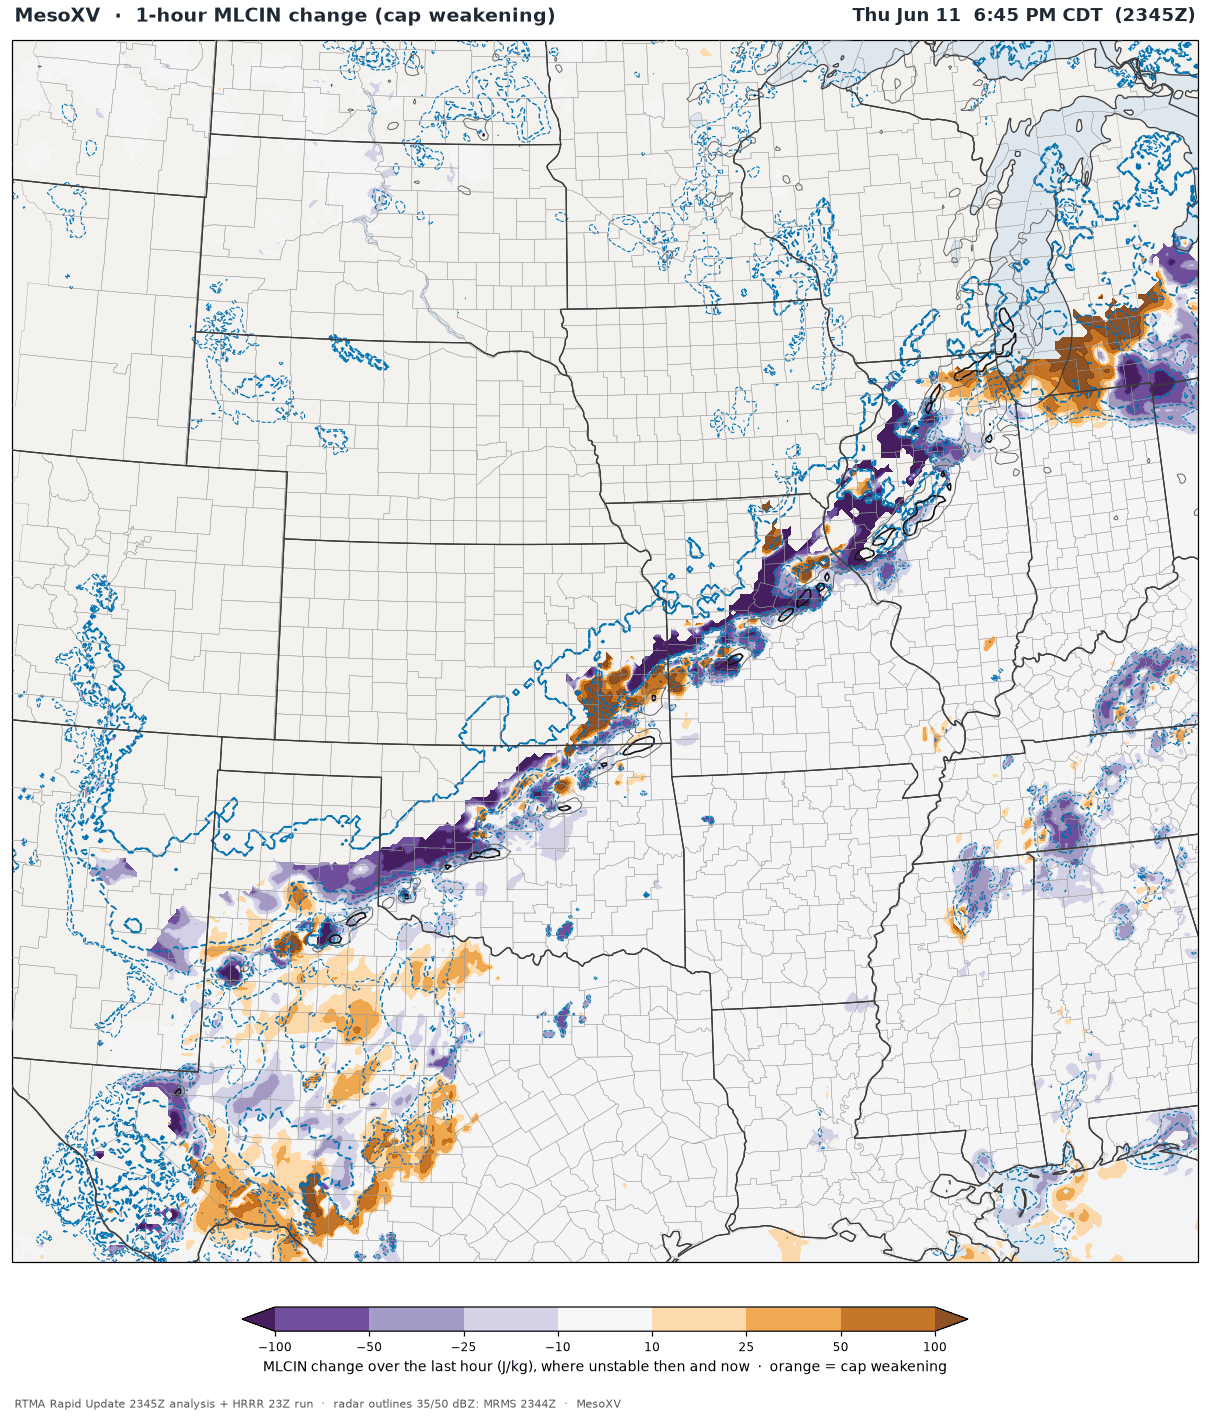 MesoXV · 1-hour MLCIN change (cap weakening)
Thu Jun 11 6:45 PM CDT (2345Z)
−100 −50 −25 −10 10 25 50 100
MLCIN change over the last hour (J/kg), where unstable then and now · orange = cap weakening
RTMA Rapid Update 2345Z analysis + HRRR 23Z run · radar outlines 35/50 dBZ: MRMS 2344Z · MesoXV